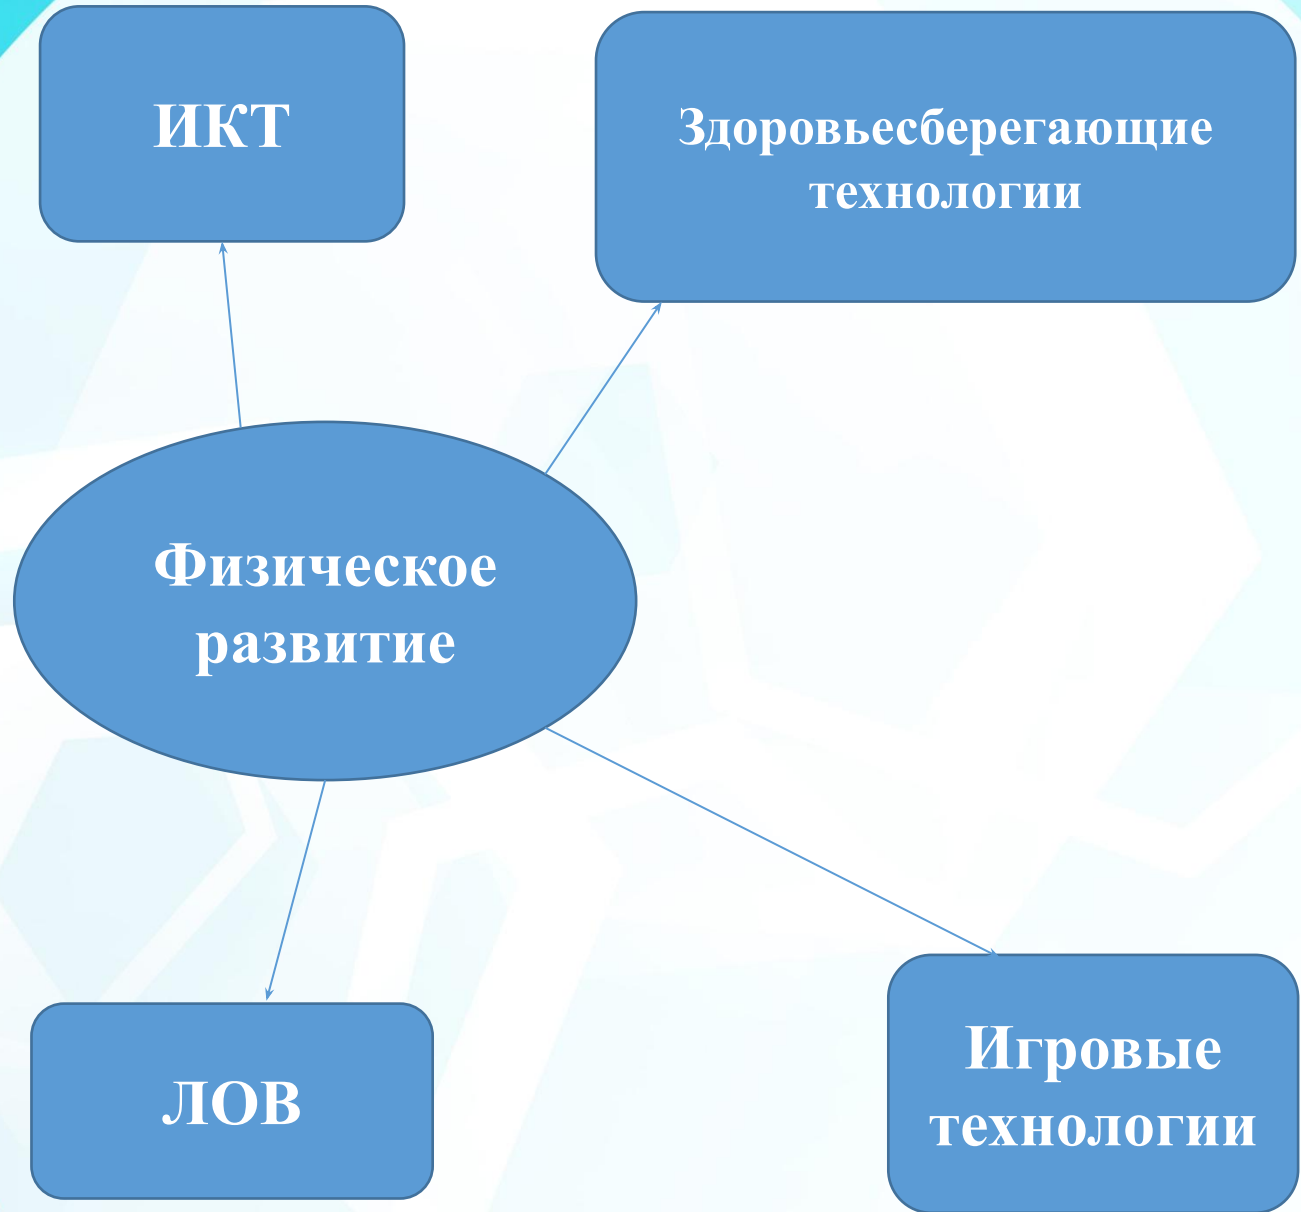 ИКТ
Здоровьесберегающие
технологии
Физическое
развитие
ЛОВ
Игровые
технологии